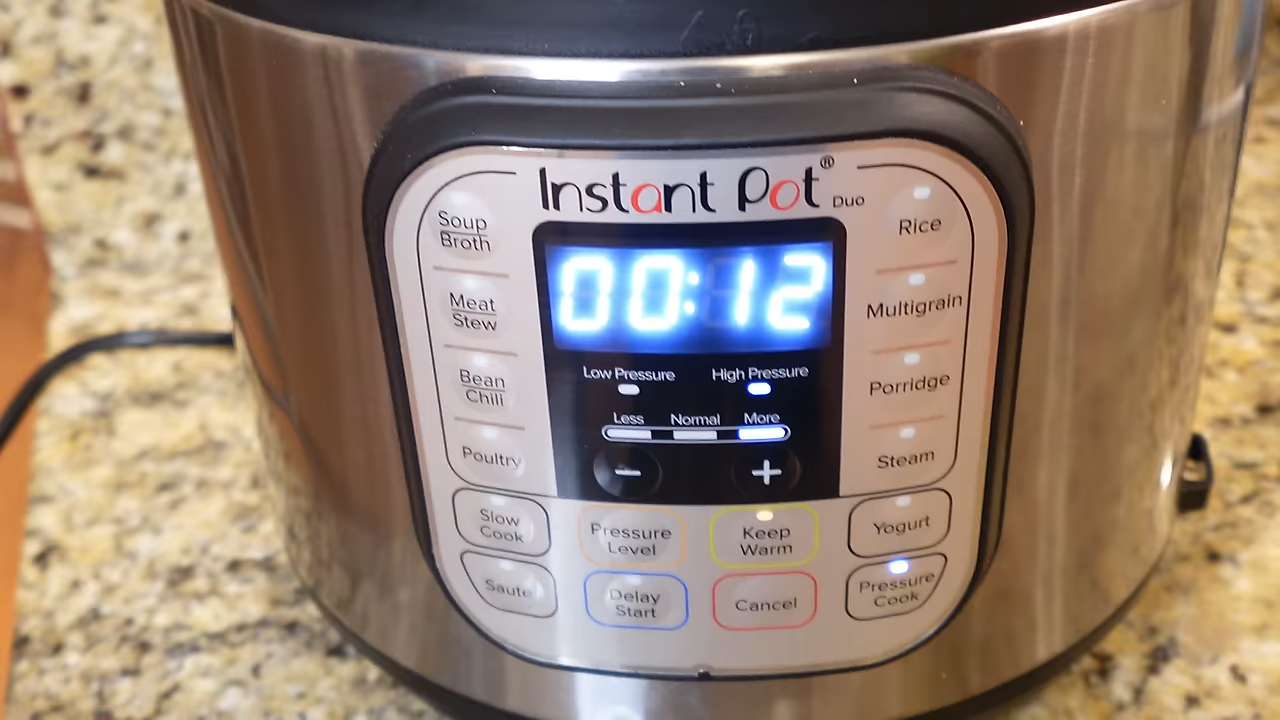 Instant Pot® Duo
Soup
Broth
Meat
Stew
Bean
Chili
Poultry
00:12
Low Pressure High Pressure
Less Normal More
− +
Rice
Multigrain
Porridge
Steam
Slow
Cook
Pressure
Level
Keep
Warm
Yogurt
Saute
Delay
Start
Cancel
Pressure
Cook